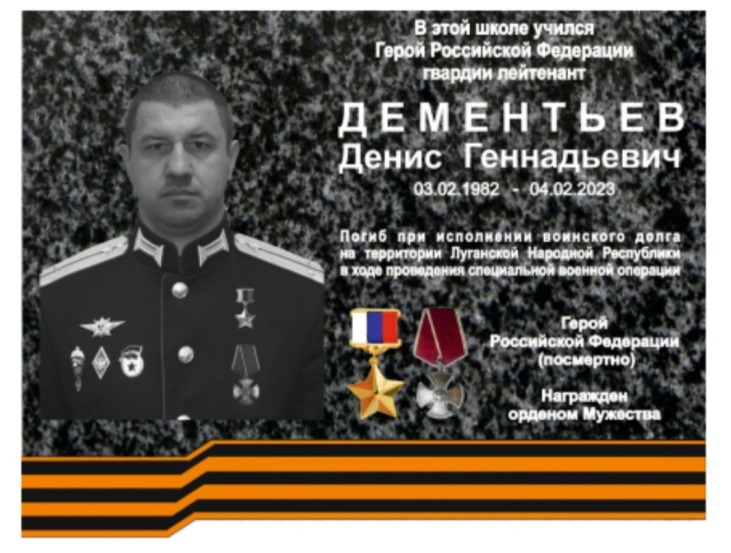 В этой школе учился
Герой Российской Федерации
гвардии лейтенант
ДЕМЕНТЬЕВ
Денис Геннадьевич
03.02.1982 - 04.02.2023
Погиб при исполнении воинского долга
на территории Луганской Народной Республики
в ходе проведения специальной военной операции
Герой
Российской Федерации
(посмертно)
Награжден
орденом Мужества